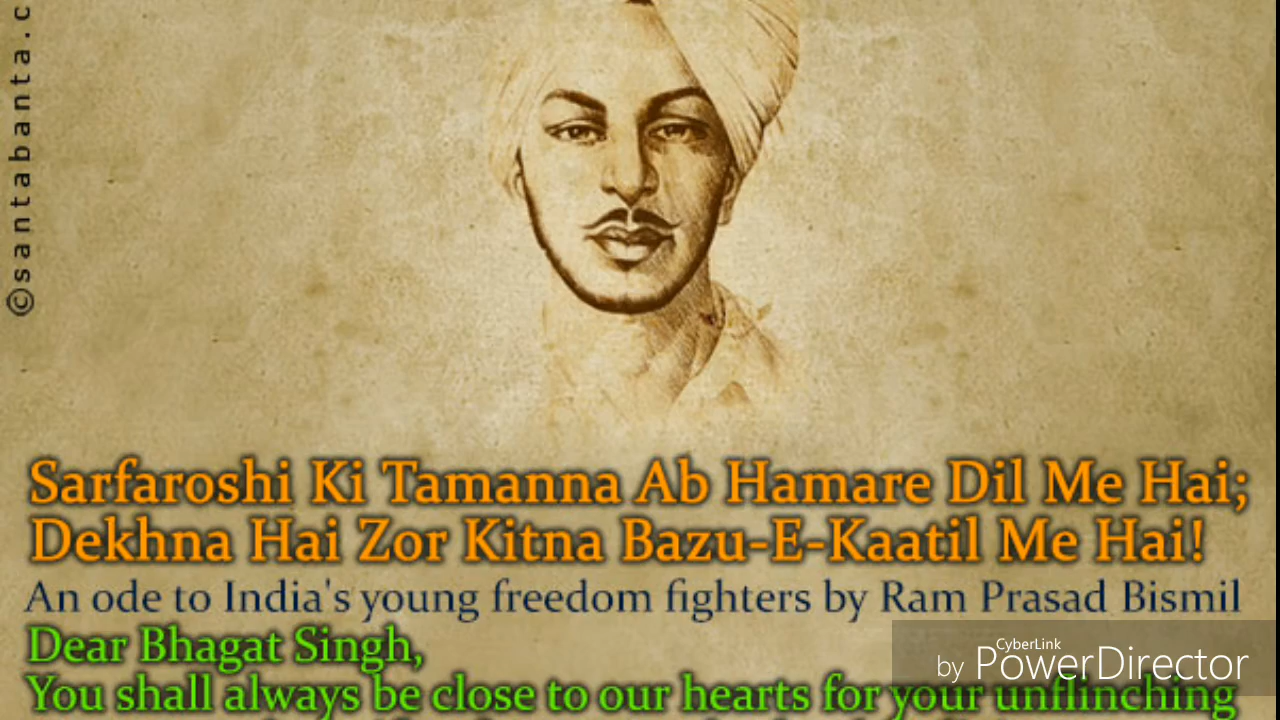 ©santabanta.c
Sarfaroshi Ki Tamanna Ab Hamare Dil Me Hai;
Dekhna Hai Zor Kitna Bazu-E-Kaatil Me Hai!
An ode to India's young freedom fighters by Ram Prasad Bismil
Dear Bhagat Singh,
You shall always be close to our hearts for your unflinching
CyberLink
by PowerDirector